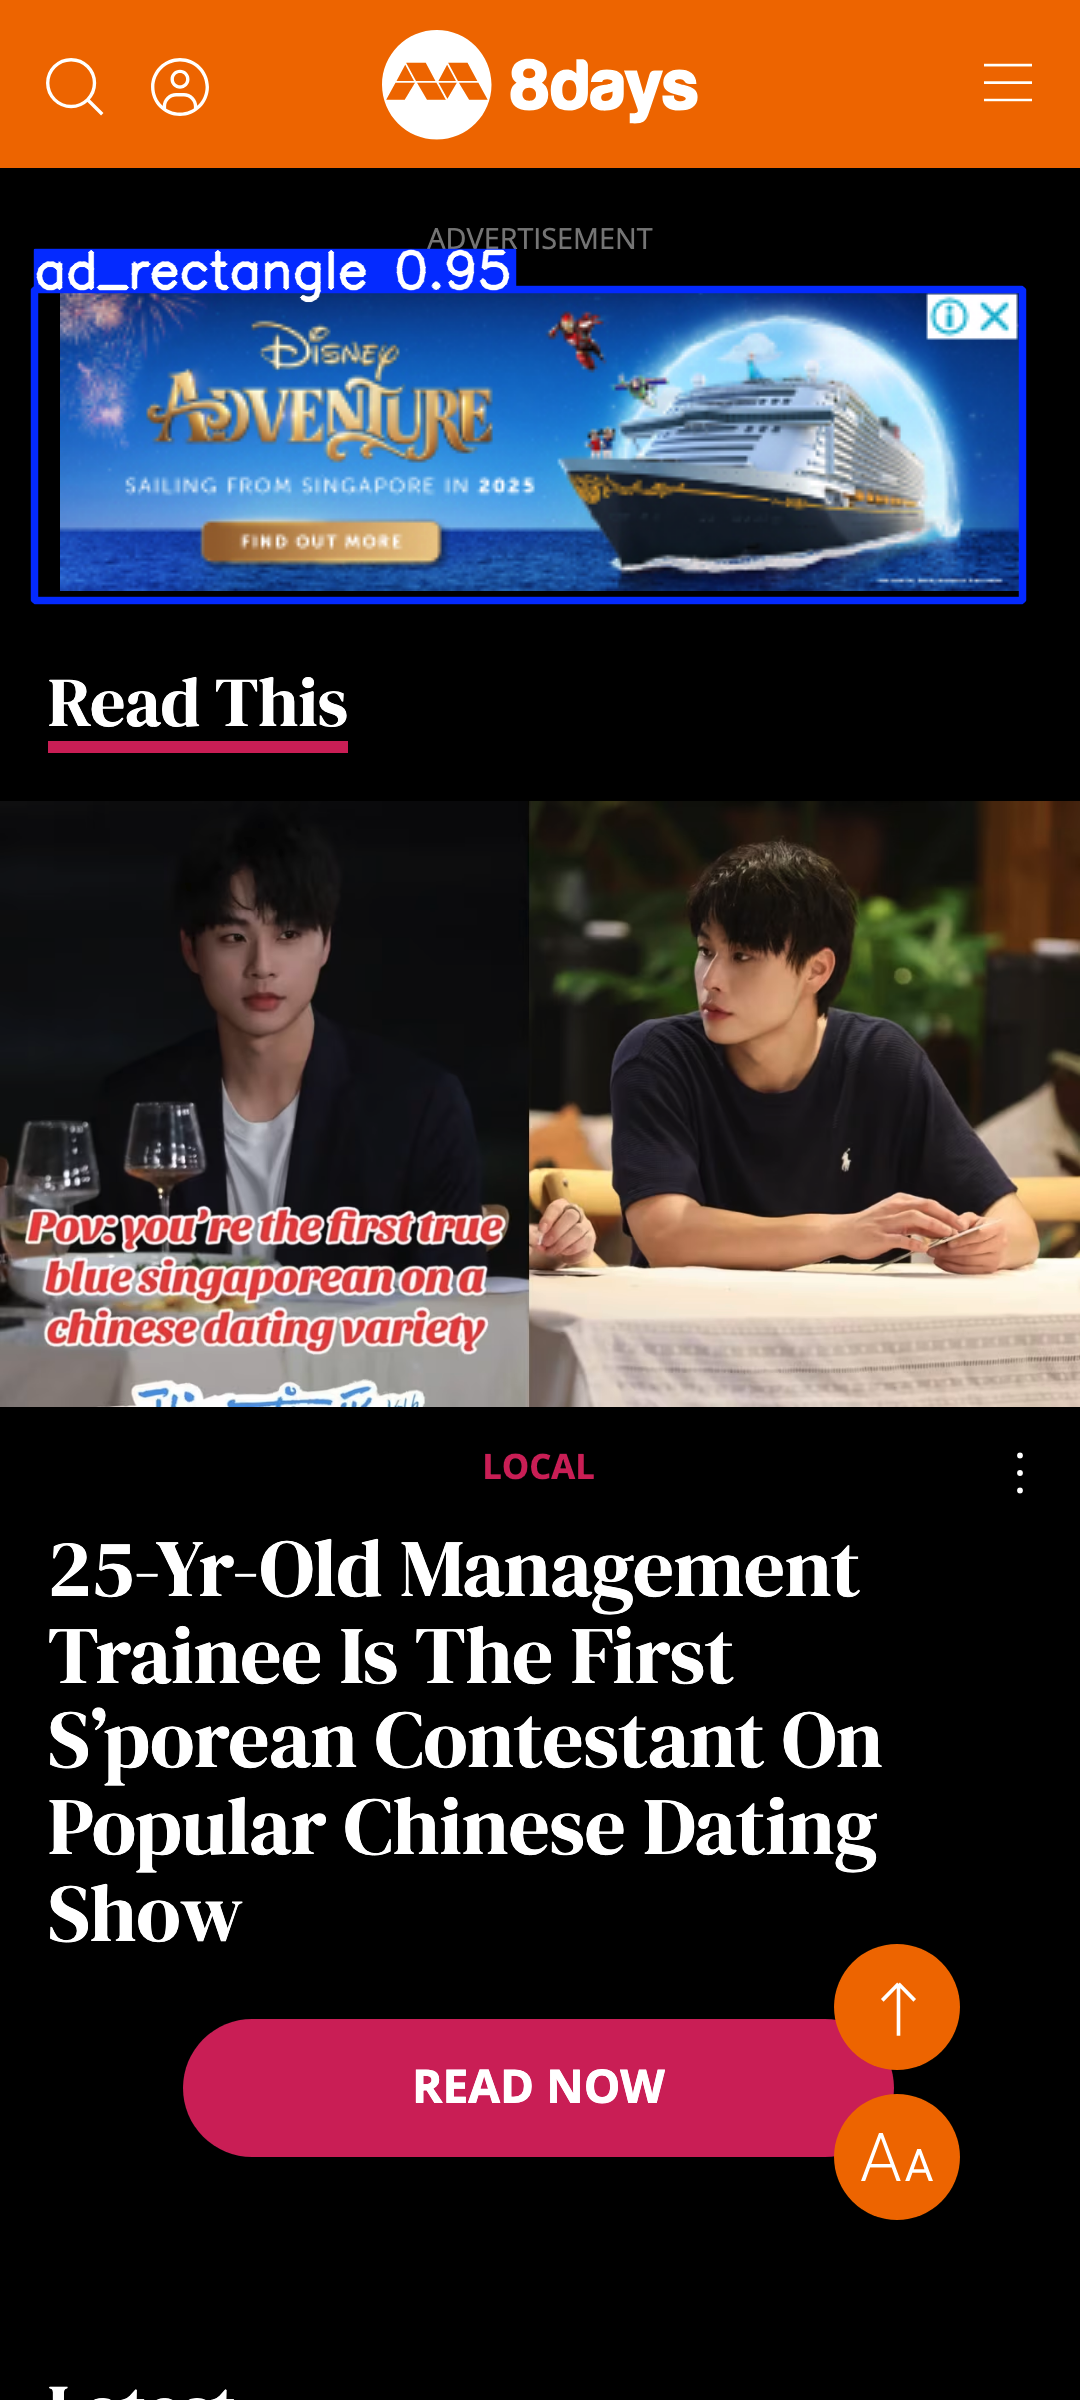 8days
ADVERTISEMENT
ad_rectangle 0.95
DISNEY
ADVENTURE
SAILING FROM SINGAPORE IN 2025
FIND OUT MORE
Read This
Pov: you're the first true
blue singaporean on a
chinese dating variety
LOCAL
25-Yr-Old Management
Trainee Is The First
S'porean Contestant On
Popular Chinese Dating
Show
READ NOW
AA
Latest